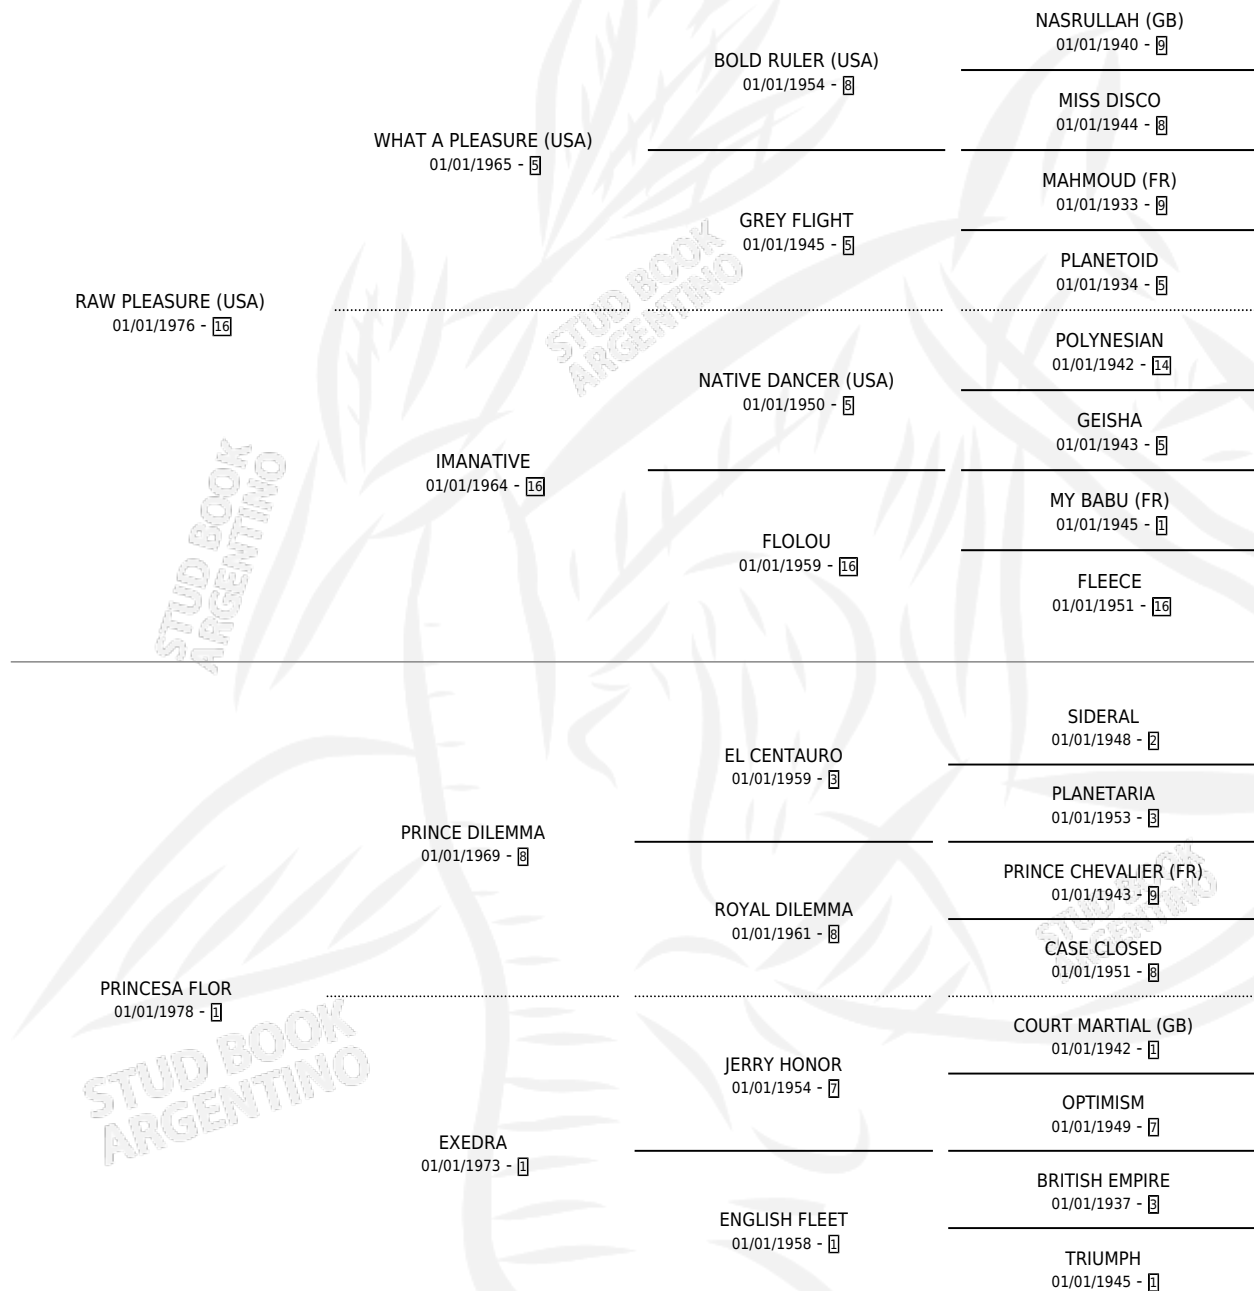 NASRULLAH (GB)
01/01/1940 - 9
BOLD RULER (USA)
01/01/1954 - 8
MISS DISCO
01/01/1944 - 8
WHAT A PLEASURE (USA)
01/01/1965 - 5
MAHMOUD (FR)
01/01/1933 - 9
GREY FLIGHT
01/01/1945 - 5
PLANETOID
01/01/1934 - 5
RAW PLEASURE (USA)
01/01/1976 - 16
POLYNESIAN
01/01/1942 - 14
NATIVE DANCER (USA)
01/01/1950 - 5
GEISHA
01/01/1943 - 5
IMANATIVE
01/01/1964 - 16
MY BABU (FR)
01/01/1945 - 1
FLOLOU
01/01/1959 - 16
FLEECE
01/01/1951 - 16
SIDERAL
01/01/1948 - 2
EL CENTAURO
01/01/1959 - 3
PLANETARIA
01/01/1953 - 3
PRINCE DILEMMA
01/01/1969 - 8
PRINCE CHEVALIER (FR)
01/01/1943 - 9
ROYAL DILEMMA
01/01/1961 - 8
CASE CLOSED
01/01/1951 - 8
PRINCESA FLOR
01/01/1978 - 1
COURT MARTIAL (GB)
01/01/1942 - 1
JERRY HONOR
01/01/1954 - 7
OPTIMISM
01/01/1949 - 7
EXEDRA
01/01/1973 - 1
BRITISH EMPIRE
01/01/1937 - 3
ENGLISH FLEET
01/01/1958 - 1
TRIUMPH
01/01/1945 - 1
STUD BOOK
ARGENTINO
STUD BOOK
ARGENTINO
STUD BOOK
ARGENTINO
STUD BOOK
ARGENTINO